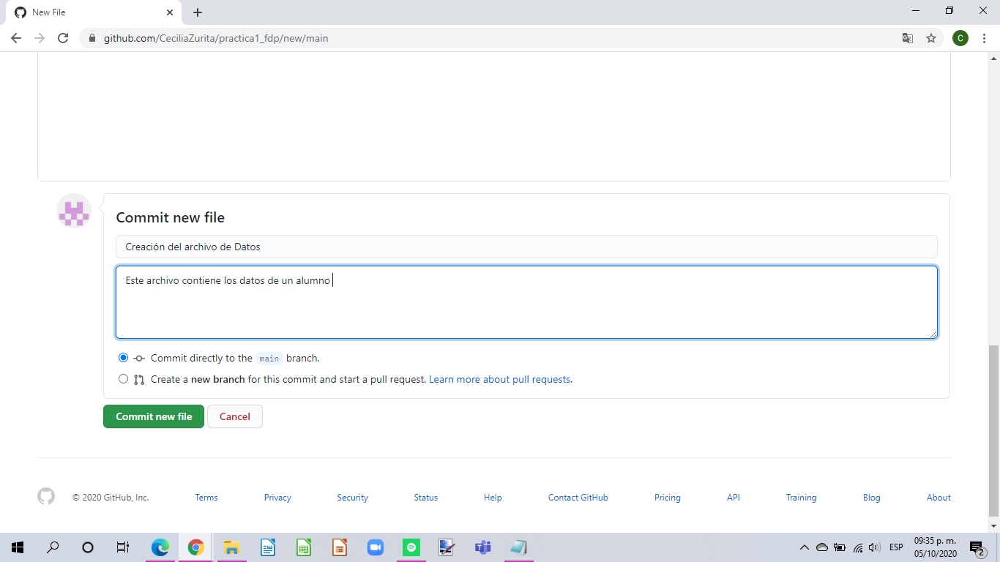 New File
github.com/CeciliaZurita/practica1_fdp/new/main
C
Commit new file
Creación del archivo de Datos
Este archivo contiene los datos de un alumno
Commit directly to the main branch.
Create a new branch for this commit and start a pull request. Learn more about pull requests.
Commit new file Cancel
© 2020 GitHub, Inc. Terms Privacy Security Status Help Contact GitHub Pricing API Training Blog About
ESP 09:35 p. m.
05/10/2020 2